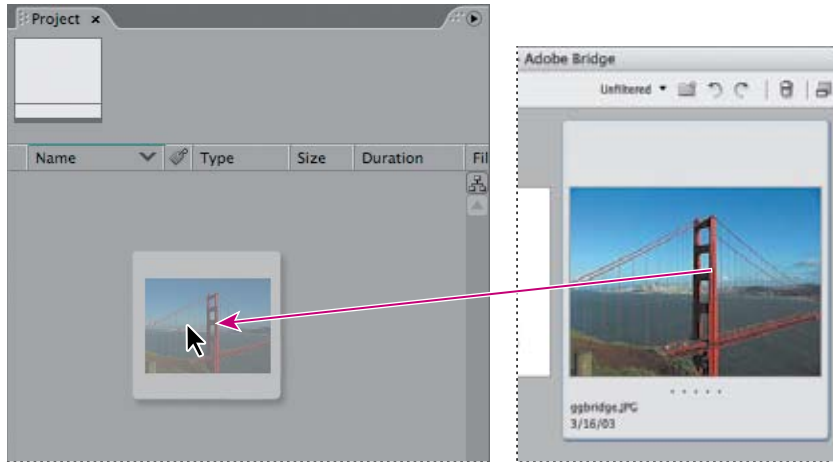 Project ×
Name Type Size Duration Fil
Adobe Bridge
Unfiltered
ggbridge.JPG
3/16/03